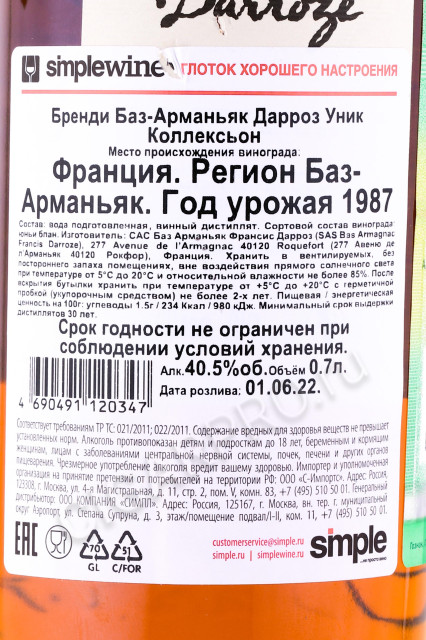 Darroze
simplewine ГЛОТОК ХОРОШЕГО НАСТРОЕНИЯ
Бренди Баз-Арманьяк Дарроз Уник
Коллексьон
Место происхождения винограда:
Франция. Регион Баз-
Арманьяк. Год урожая 1987
Состав: вода подготовленная, винный дистиллят. Сортовой состав винограда:
юньи блан. Изготовитель: САС Баз Арманьяк Франсис Дарроз (SAS Bas Armagnac
Francis Darroze), 277 Avenue de l'Armagnac 40120 Roquefort (277 Авеню де
л'Арманьяк 40120 Рокфор), Франция. Хранить в вентилируемых, без
постороннего запаха помещениях, вне воздействия прямого солнечного света
при температуре от 5°С до 20°С и относительной влажности не более 85%. После
вскрытия бутылки хранить при температуре от +5°С до +20°С с герметичной
пробкой (укупорочным средством) не более 2-х лет. Пищевая / энергетическая
ценность на 100г: углеводы 1.5г / 234 Ккал / 980 кДж. Минимальный срок выдержки
дистиллятов 30 лет.
Срок годности не ограничен при
соблюдении условий хранения.
Алк.40.5%об.Объём 0.7л.
Дата розлива: 01.06.22.
4 690491 120347
Соответствует требованиям ТР ТС: 021/2011; 022/2011. Содержание вредных для здоровья веществ не превышает
установленных норм. Алкоголь противопоказан детям и подросткам до 18 лет, беременным и кормящим
женщинам, лицам с заболеваниями центральной нервной системы, почек, печени и других органов
пищеварения. Чрезмерное употребление алкоголя вредит вашему здоровью. Импортер и уполномоченная
организация на принятие претензий от потребителей на территории РФ: ООО «С-Импорт». Адрес: Россия,
123308, г. Москва, ул. 4-я Магистральная, д. 11, стр. 2, пом. V, комн. 83, +7 (495) 510 50 01. Генеральный
дистрибьютор: ООО КОМПАНИЯ «СИМПЛ». Адрес: Россия, 125167, г. Москва, вн. тер. г. муниципальный
округ Аэропорт, ул. Степана Супруна, д. 3, этаж/помещение подвал/I-II, ком. 11, +7 (495) 510 50 01.
EAC 70 GL 51 C/FOR
customerservice@simple.ru
simple.ru | simplewine.ru
simple
...не просто вино